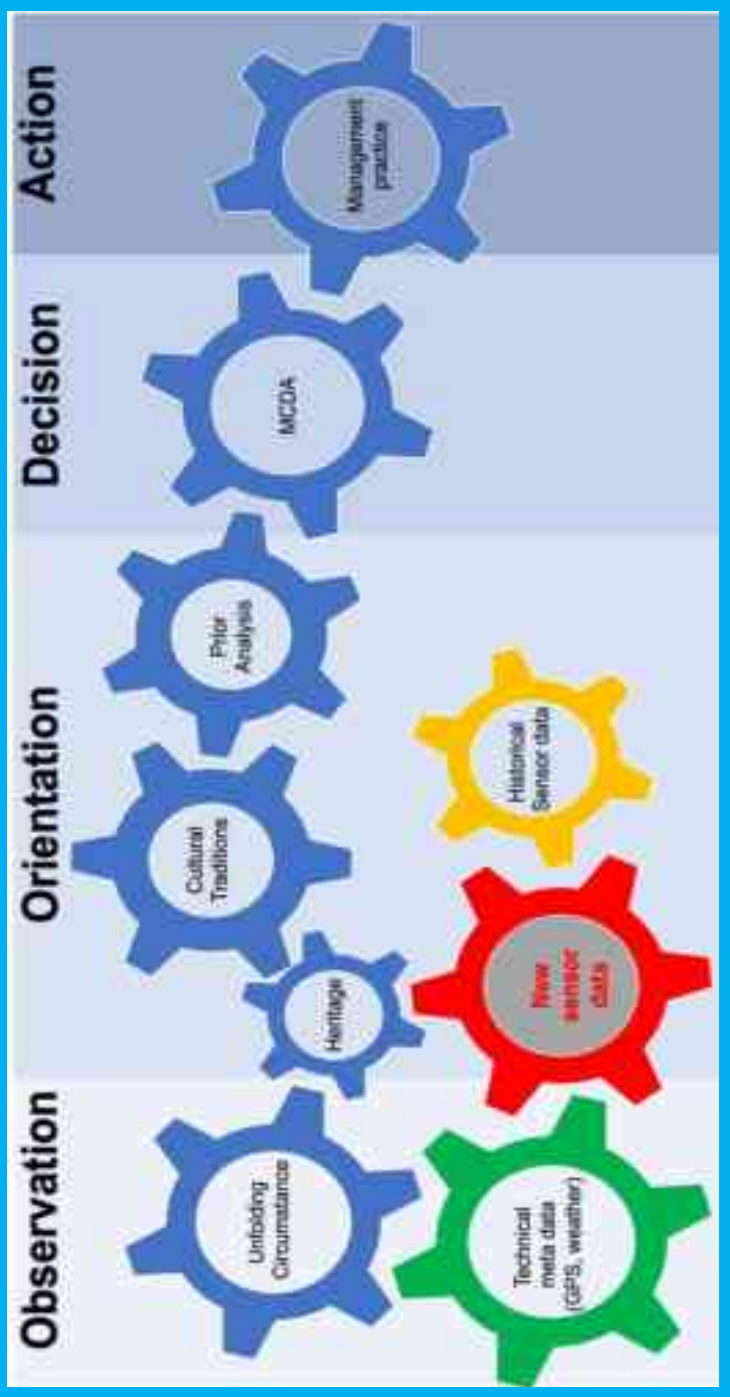 Observation
Orientation
Decision
Action
Unfolding
Circumstance
Heritage
Cultural
Traditions
Prior
Analysis
MCDA
Management
practice
Technical
meta data
(GPS, weather)
New
sensor
data
Historical
Sensor data